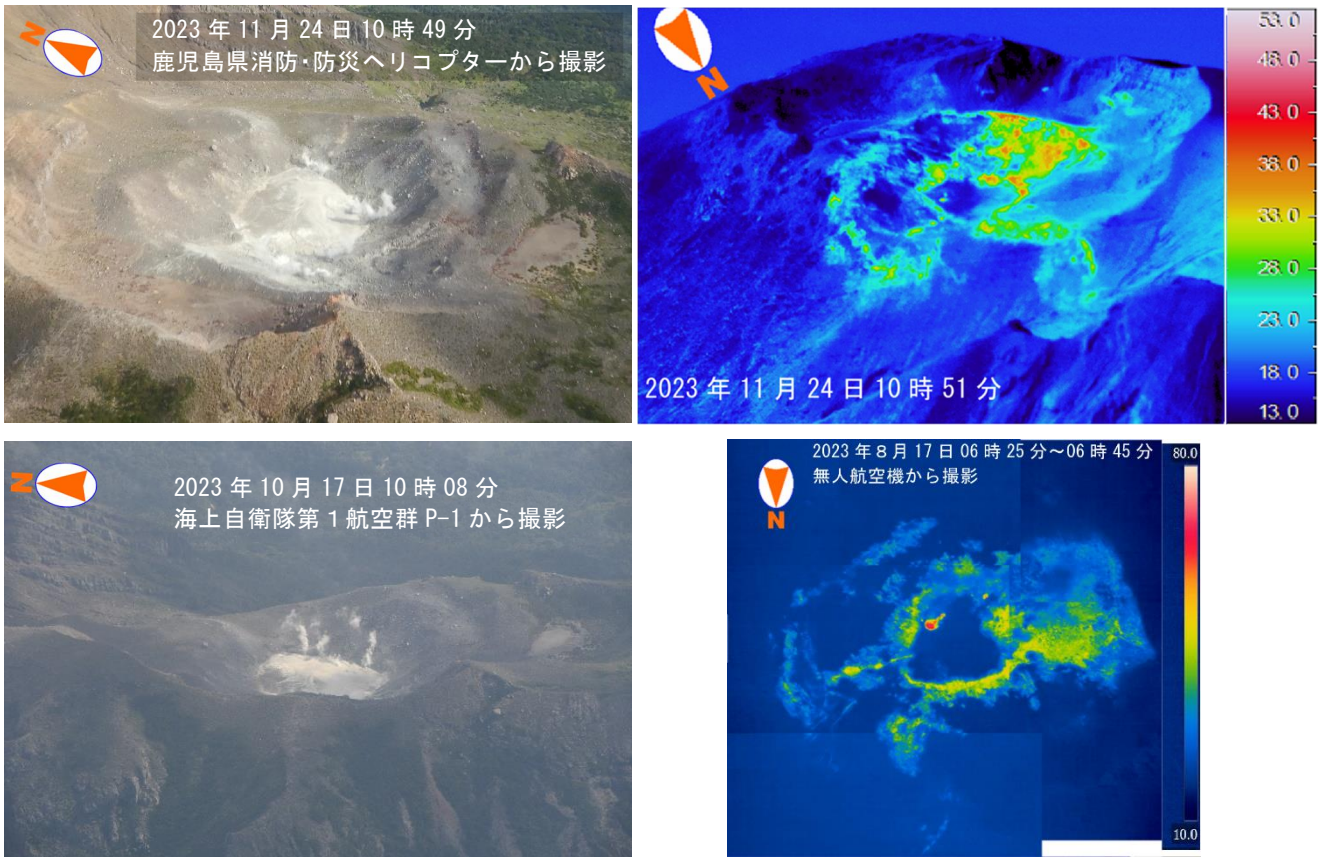 N
2023 年 11 月 24 日 10 時 49 分
鹿児島県消防・防災ヘリコプターから撮影
N
2023 年 11 月 24 日 10 時 51 分
53.0
48.0
43.0
38.0
33.0
28.0
23.0
18.0
13.0
N
2023 年 10 月 17 日 10 時 08 分
海上自衛隊第 1 航空群 P-1 から撮影
N
2023 年 8 月 17 日 06 時 25 分～06 時 45 分
無人航空機から撮影
80.0
10.0